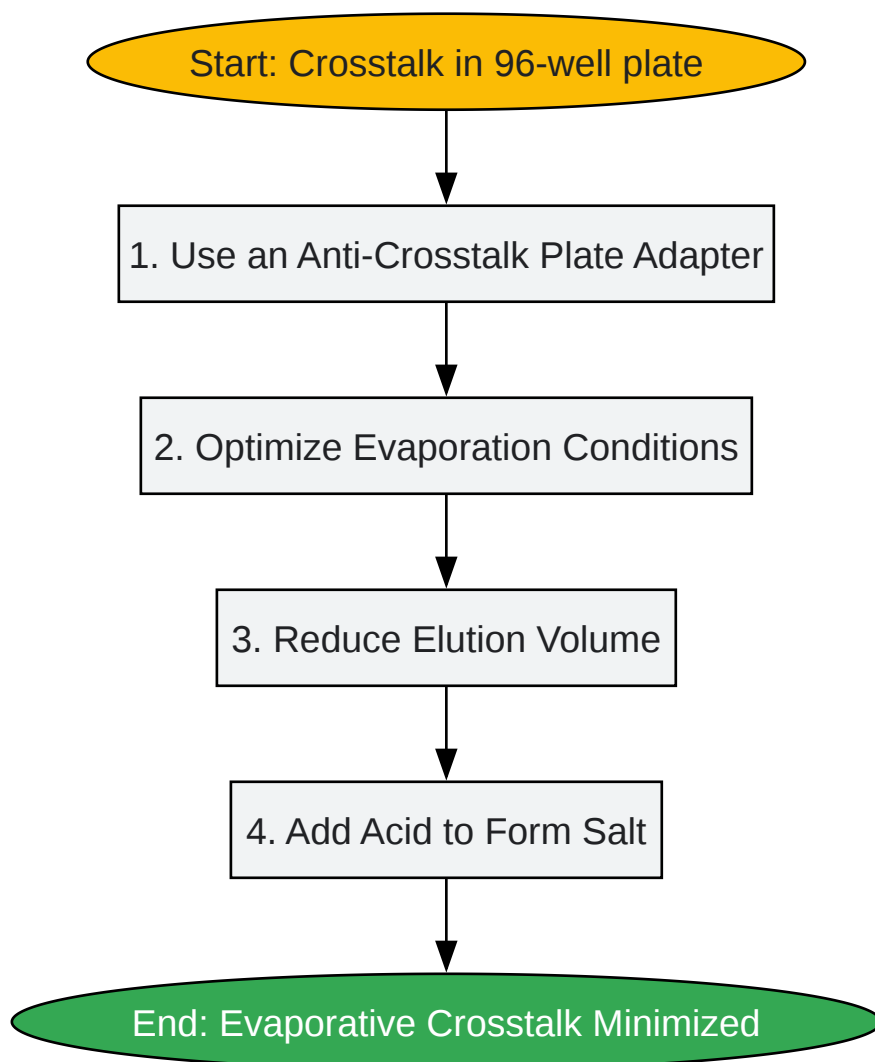 Start: Crosstalk in 96-well plate
1. Use an Anti-Crosstalk Plate Adapter
2. Optimize Evaporation Conditions
3. Reduce Elution Volume
4. Add Acid to Form Salt
End: Evaporative Crosstalk Minimized